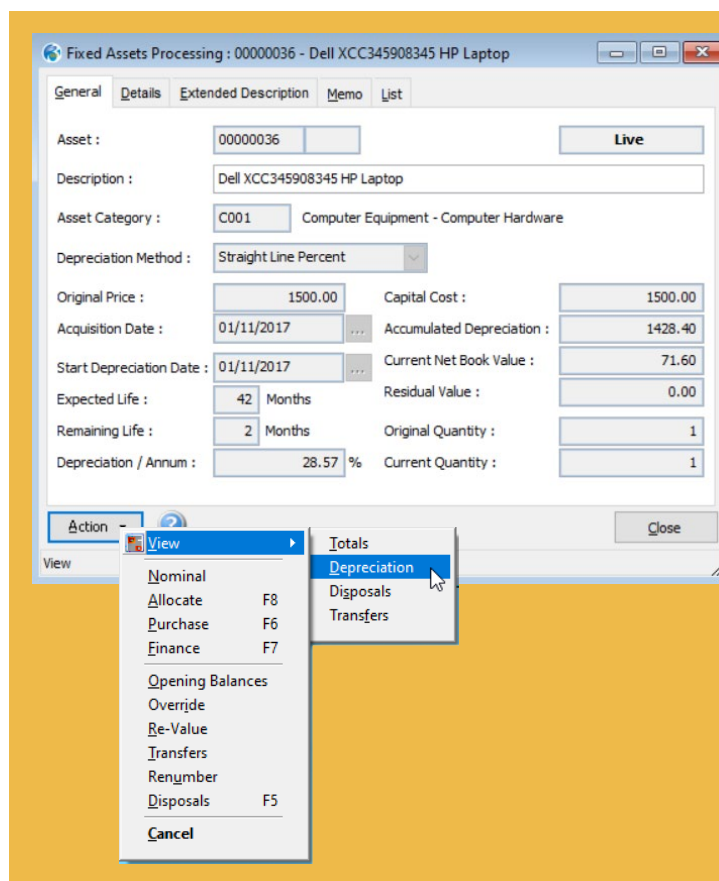 Fixed Assets Processing : 00000036 - Dell XCC345908345 HP Laptop
General Details Extended Description Memo List
Asset : 00000036 Live
Description : Dell XCC345908345 HP Laptop
Asset Category : C001 Computer Equipment - Computer Hardware
Depreciation Method : Straight Line Percent
Original Price : 1500.00 Capital Cost : 1500.00
Acquisition Date : 01/11/2017 ... Accumulated Depreciation : 1428.40
Start Depreciation Date : 01/11/2017 ... Current Net Book Value : 71.60
Expected Life : 42 Months Residual Value : 0.00
Remaining Life : 2 Months Original Quantity : 1
Depreciation / Annum : 28.57 % Current Quantity : 1
Action Close
View
View Totals
Depreciation
Nominal
Disposals
Allocate F8
Transfers
Purchase F6
Finance F7
Opening Balances
Override
Re-Value
Transfers
Renumber
Disposals F5
Cancel